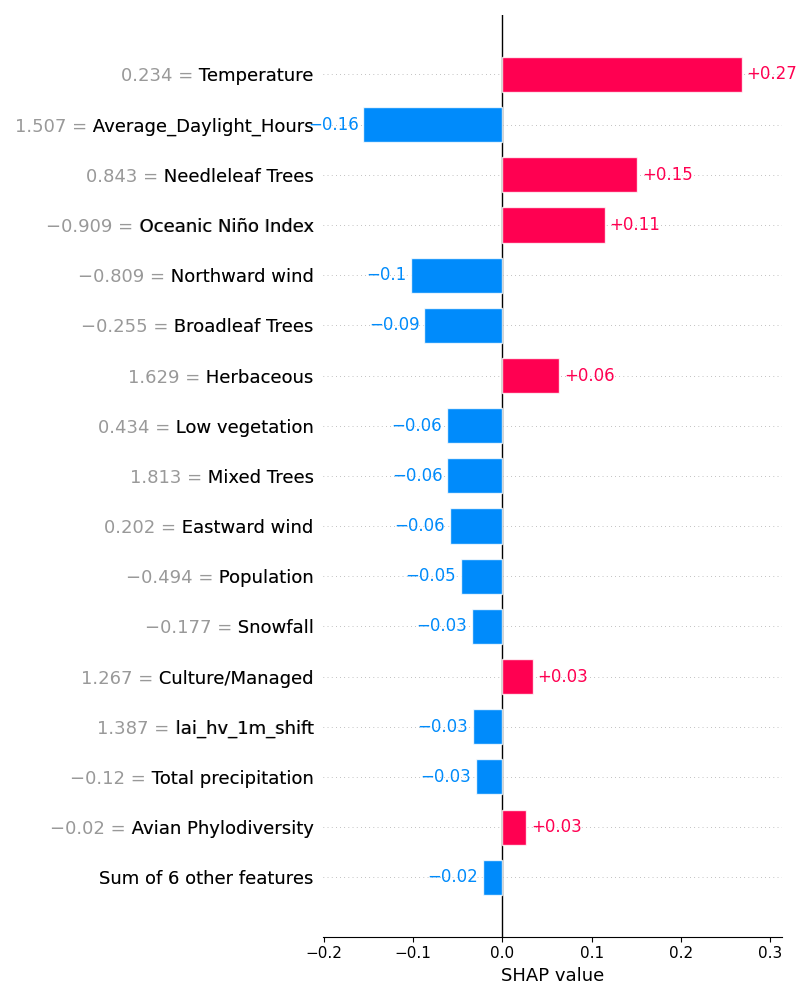 0.234 = Temperature +0.27
1.507 = Average_Daylight_Hours −0.16
0.843 = Needleleaf Trees +0.15
−0.909 = Oceanic Niño Index +0.11
−0.809 = Northward wind −0.1
−0.255 = Broadleaf Trees −0.09
1.629 = Herbaceous +0.06
0.434 = Low vegetation −0.06
1.813 = Mixed Trees −0.06
0.202 = Eastward wind −0.06
−0.494 = Population −0.05
−0.177 = Snowfall −0.03
1.267 = Culture/Managed +0.03
1.387 = lai_hv_1m_shift −0.03
−0.12 = Total precipitation −0.03
−0.02 = Avian Phylodiversity +0.03
Sum of 6 other features −0.02
−0.2 −0.1 0.0 0.1 0.2 0.3
SHAP value